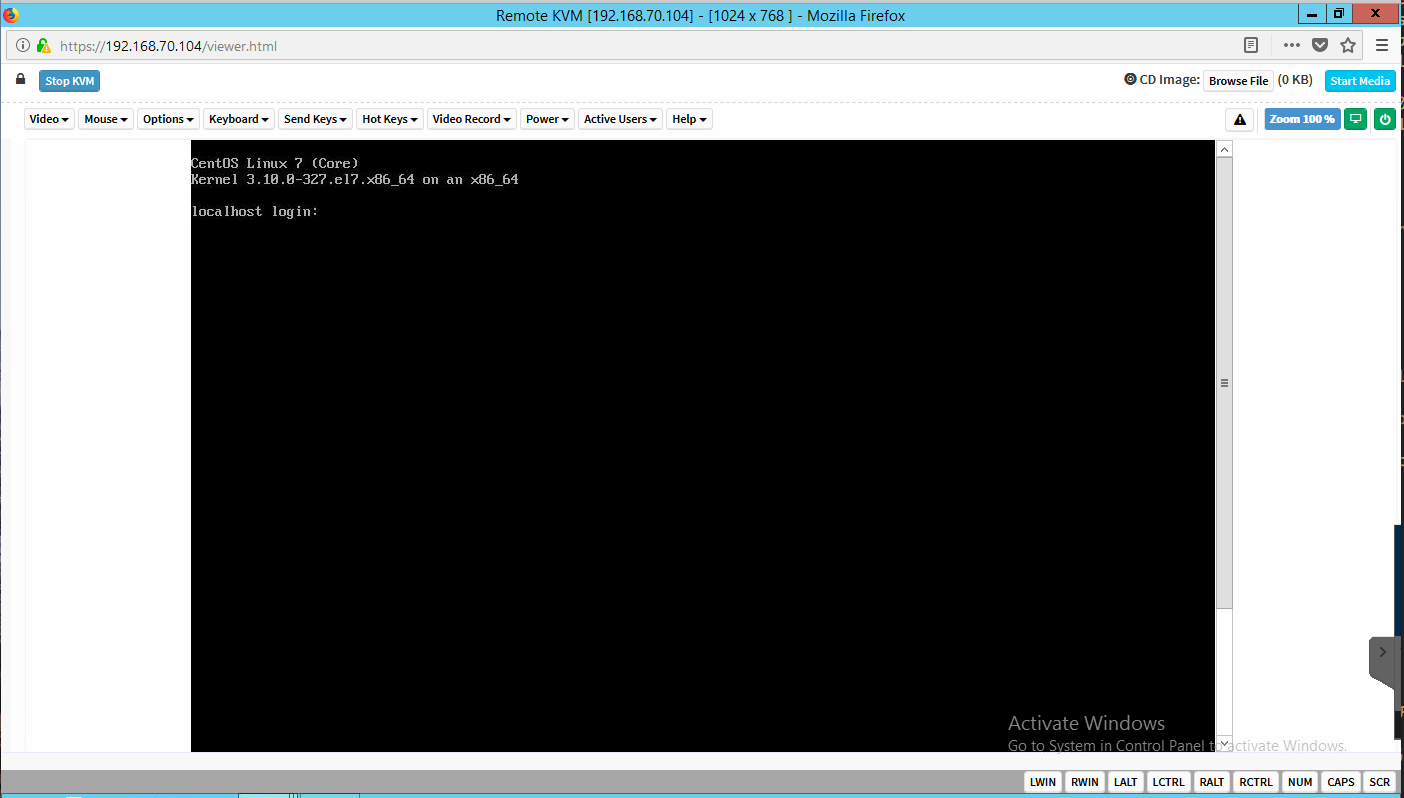 Remote KVM [192.168.70.104] - [1024 x 768 ] - Mozilla Firefox
https://192.168.70.104/viewer.html
Stop KVM
CD Image: Browse File (0 KB) Start Media
Video Mouse Options Keyboard Send Keys Hot Keys Video Record Power Active Users Help Zoom 100 %
CentOS Linux 7 (Core)
Kernel 3.10.0-327.el7.x86_64 on an x86_64
localhost login:
Activate Windows
Go to System in Control Panel to activate Windows.
LWIN RWIN LALT LCTRL RALT RCTRL NUM CAPS SCR